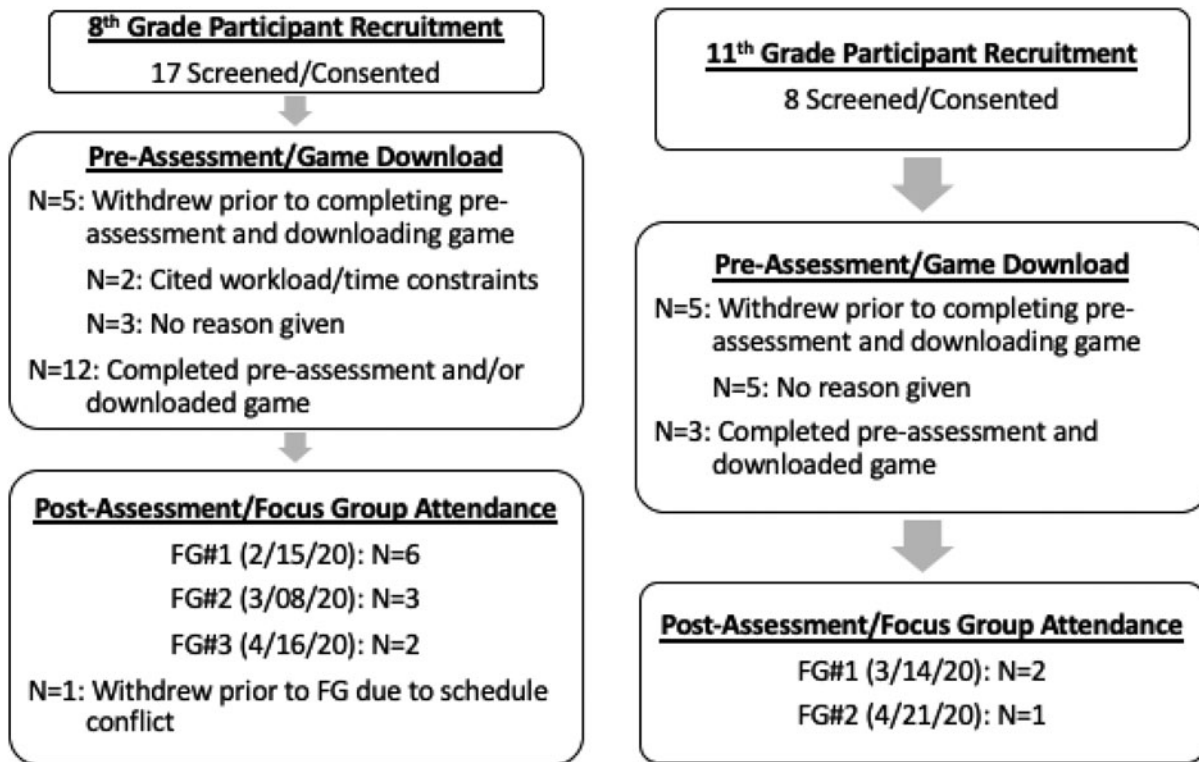 8th Grade Participant Recruitment
17 Screened/Consented
Pre-Assessment/Game Download
N=5: Withdrew prior to completing pre-
assessment and downloading game
N=2: Cited workload/time constraints
N=3: No reason given
N=12: Completed pre-assessment and/or
downloaded game
Post-Assessment/Focus Group Attendance
FG#1 (2/15/20): N=6
FG#2 (3/08/20): N=3
FG#3 (4/16/20): N=2
N=1: Withdrew prior to FG due to schedule
conflict
11th Grade Participant Recruitment
8 Screened/Consented
Pre-Assessment/Game Download
N=5: Withdrew prior to completing pre-
assessment and downloading game
N=5: No reason given
N=3: Completed pre-assessment and
downloaded game
Post-Assessment/Focus Group Attendance
FG#1 (3/14/20): N=2
FG#2 (4/21/20): N=1